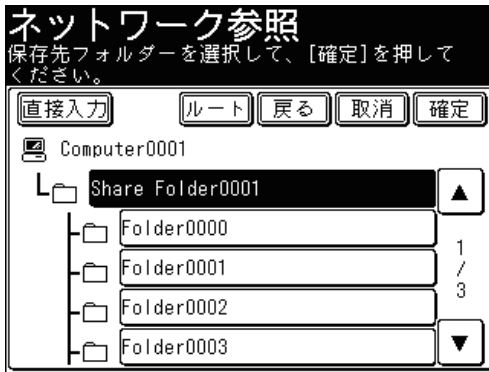 ネットワーク参照
保存先フォルダーを選択して、[確定]を押して
ください。
直接入力 ルート 戻る 取消 確定
Computer0001
Share Folder0001
▲
Folder0000
Folder0001
1
/
3
Folder0002
Folder0003
▼